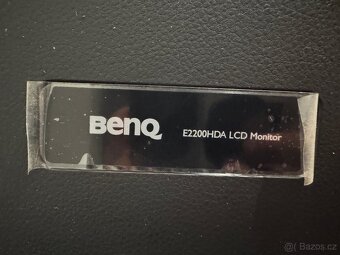 BenQ E2200HDA LCD Monitor
Bazos.cz